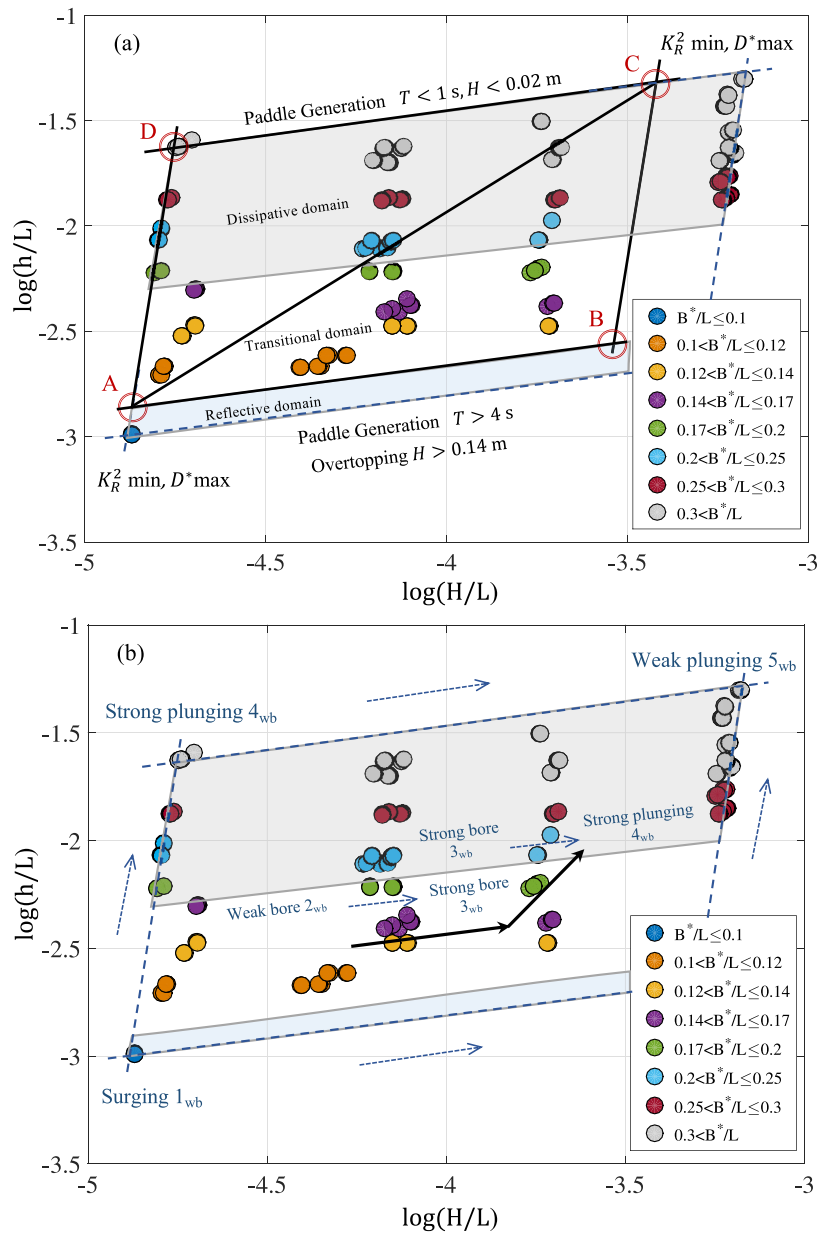 (a)
K_R^2 min, D*max
C
Paddle Generation T < 1 s, H < 0.02 m
D
-1
-1.5
-2
-2.5
-3
-3.5
log(h/L)
Dissipative domain
Transitional domain
B
A
Reflective domain
Paddle Generation T > 4 s
Overtopping H > 0.14 m
K_R^2 min, D*max
B*/L≤0.1
0.1<B*/L≤0.12
0.12<B*/L≤0.14
0.14<B*/L≤0.17
0.17<B*/L≤0.2
0.2<B*/L≤0.25
0.25<B*/L≤0.3
0.3<B*/L
-5
-4.5
-4
-3.5
-3
log(H/L)
(b)
Weak plunging 5wb
Strong plunging 4wb
-1
-1.5
-2
-2.5
-3
-3.5
log(h/L)
Strong bore
3wb
Strong plunging
4wb
Weak bore 2wb
Strong bore
3wb
Surging 1wb
B*/L≤0.1
0.1<B*/L≤0.12
0.12<B*/L≤0.14
0.14<B*/L≤0.17
0.17<B*/L≤0.2
0.2<B*/L≤0.25
0.25<B*/L≤0.3
0.3<B*/L
-5
-4.5
-4
-3.5
-3
log(H/L)